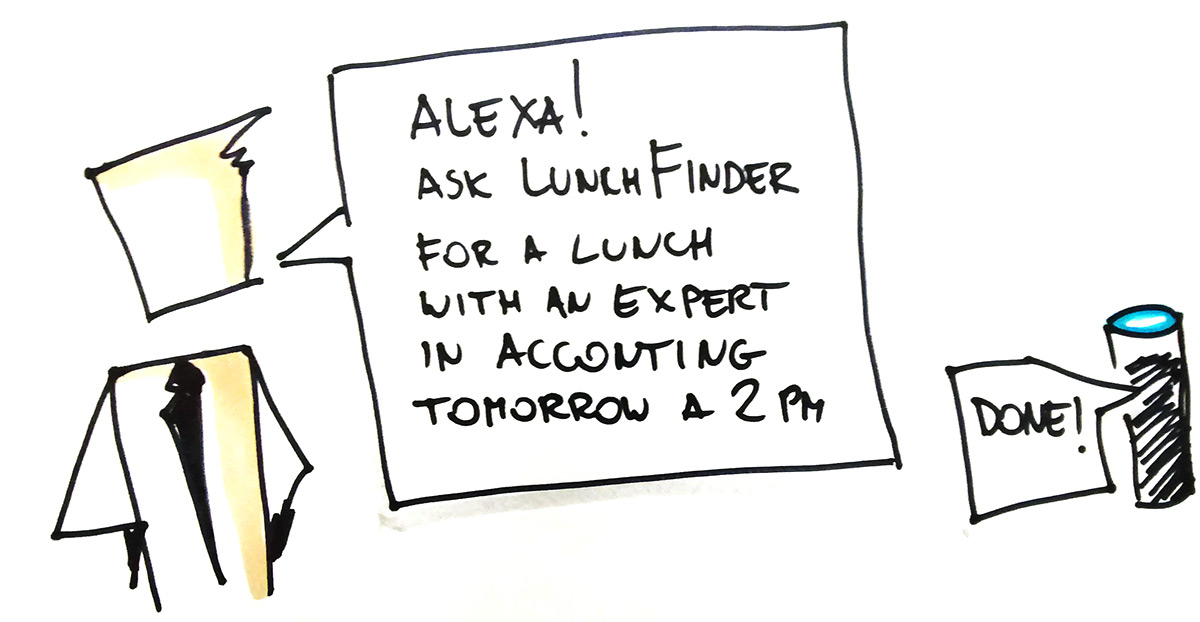 ALEXA!
ASK LUNCHFINDER
FOR A LUNCH
WITH AN EXPERT
IN ACCONTING
TOMORROW A 2 PM
DONE!